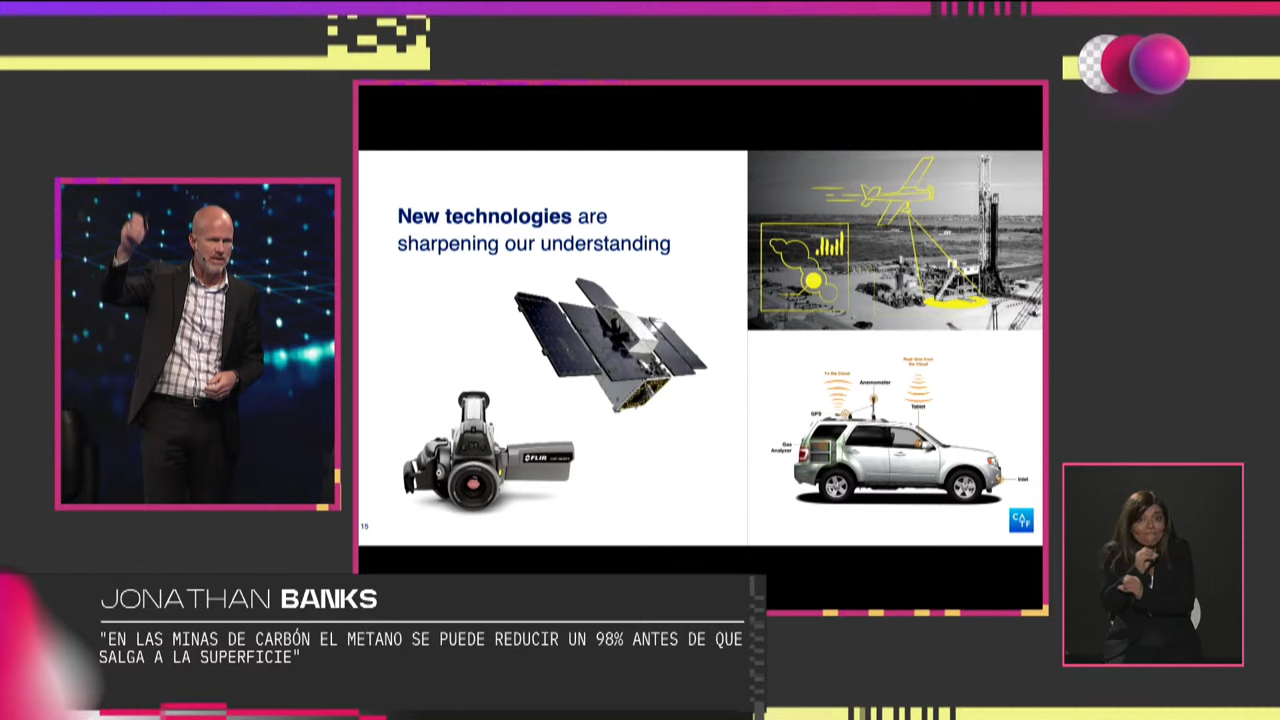 New technologies are
sharpening our understanding
FLIR
To the Cloud
Real-time from
the Cloud
Anemometer
GPS
Tablet
Gas
Analyzer
Inlet
15
CATF
JONATHAN BANKS
"EN LAS MINAS DE CARBÓN EL METANO SE PUEDE REDUCIR UN 98% ANTES DE QUE
SALGA A LA SUPERFICIE"